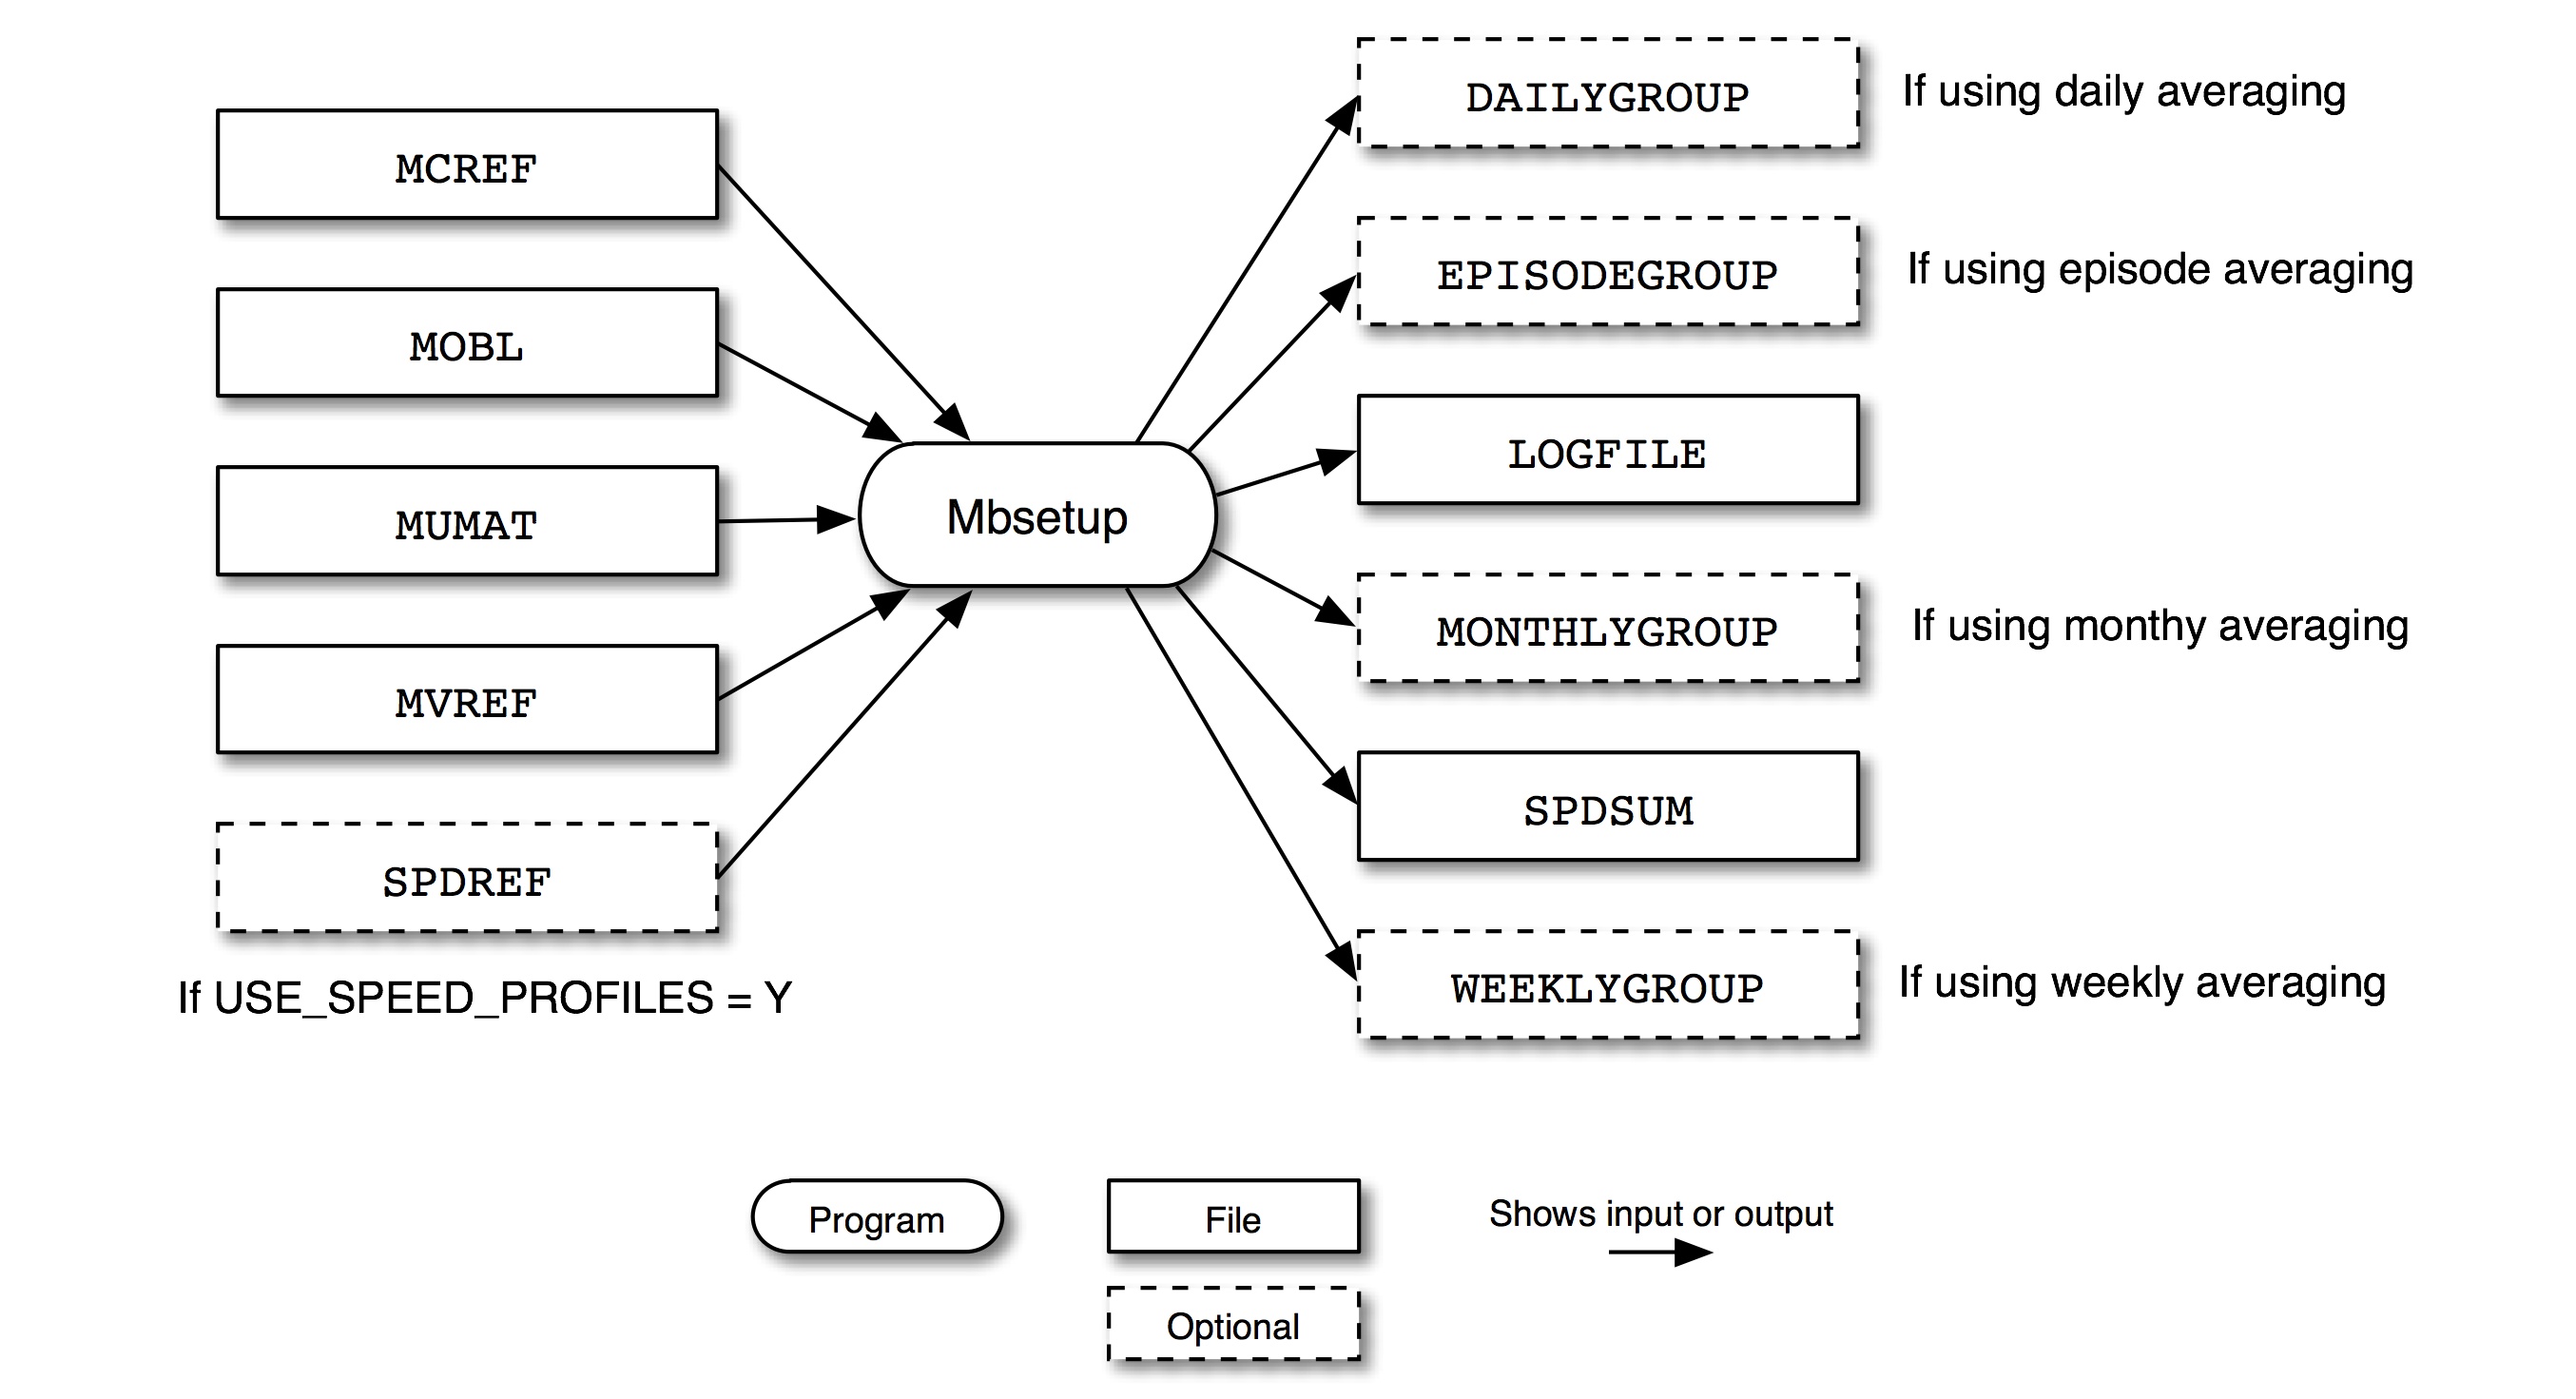 MCREF
MOBL
MUMAT
MVREF
SPDREF
If USE_SPEED_PROFILES = Y
Mbsetup
DAILYGROUP
If using daily averaging
EPISODEGROUP
If using episode averaging
LOGFILE
MONTHLYGROUP
If using monthy averaging
SPDSUM
WEEKLYGROUP
If using weekly averaging
Program
File
Optional
Shows input or output